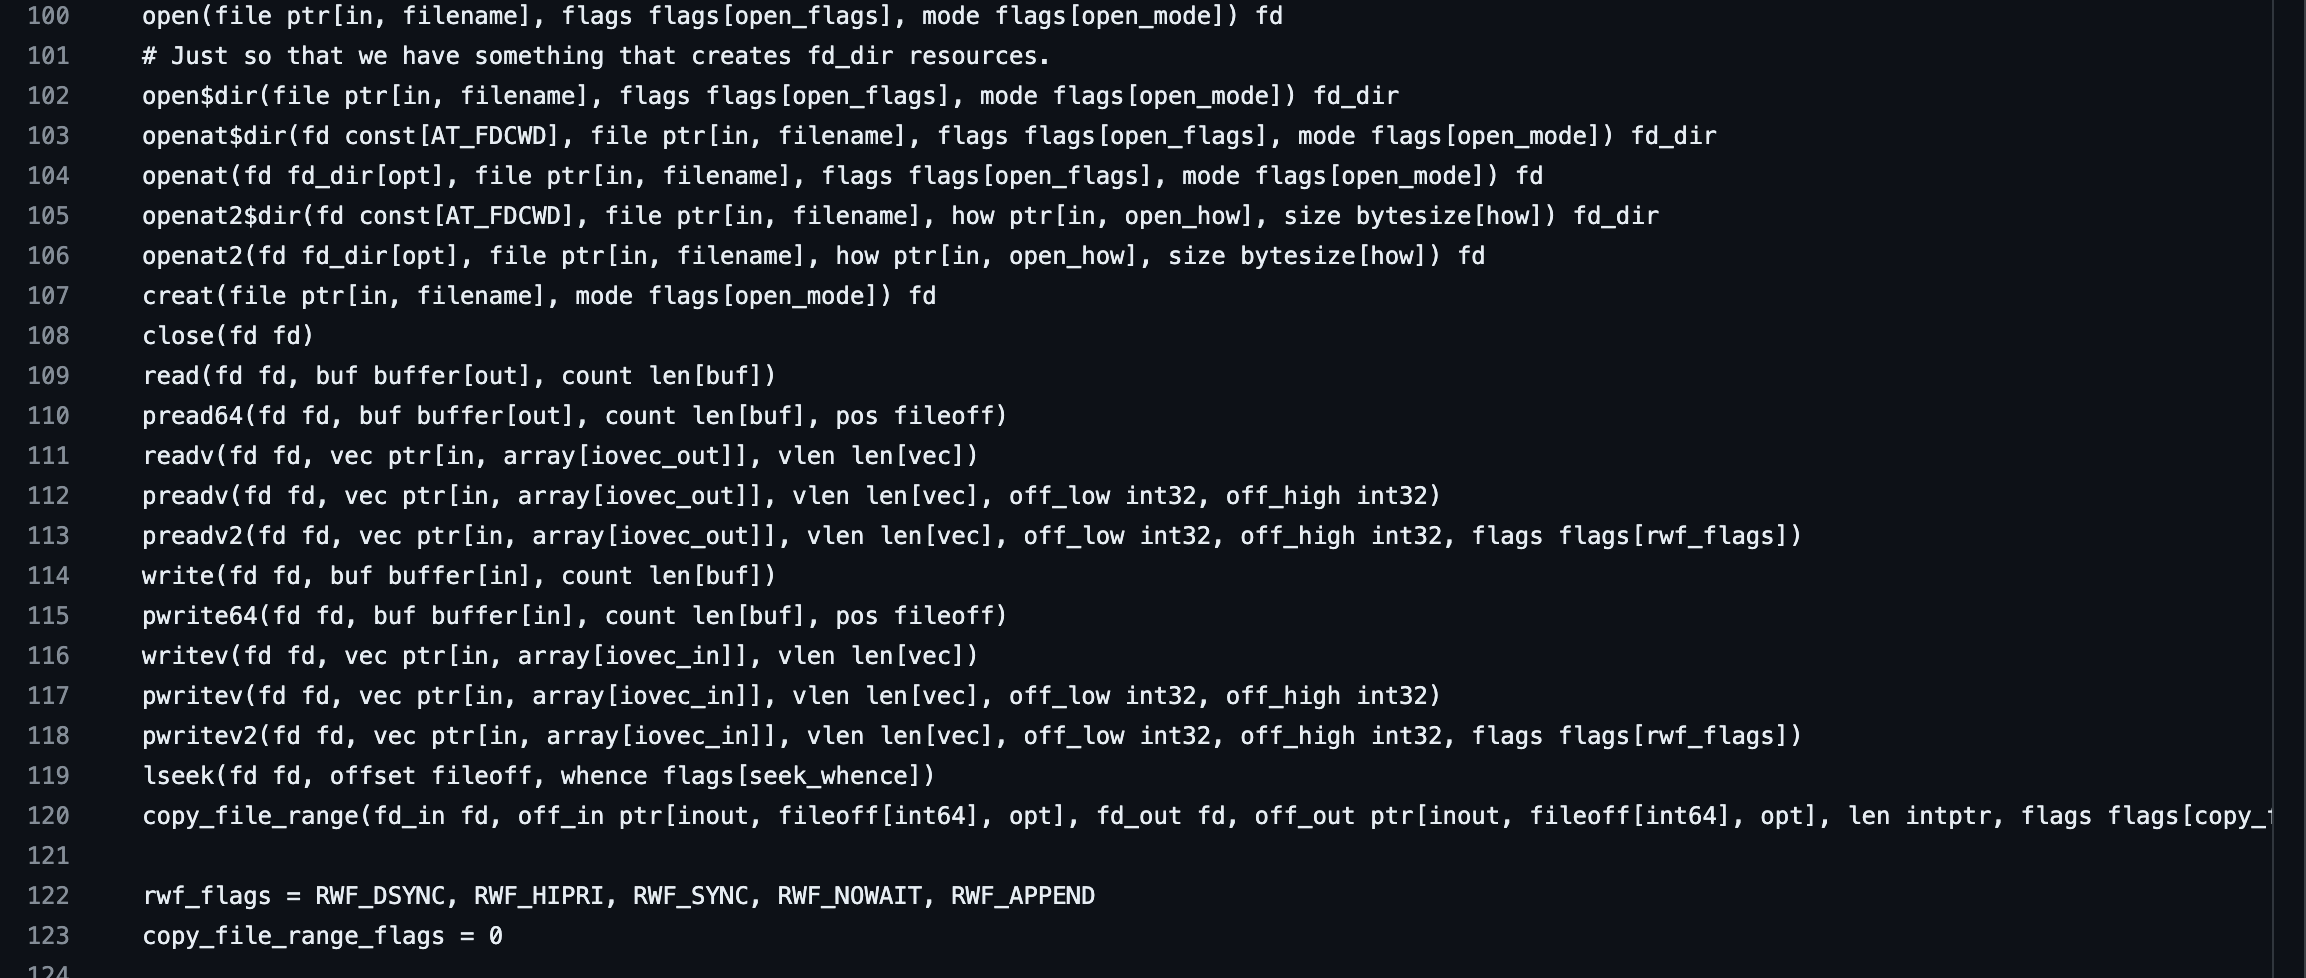 100 open(file ptr[in, filename], flags flags[open_flags], mode flags[open_mode]) fd
101 # Just so that we have something that creates fd_dir resources.
102 open$dir(file ptr[in, filename], flags flags[open_flags], mode flags[open_mode]) fd_dir
103 openat$dir(fd const[AT_FDCWD], file ptr[in, filename], flags flags[open_flags], mode flags[open_mode]) fd_dir
104 openat(fd fd_dir[opt], file ptr[in, filename], flags flags[open_flags], mode flags[open_mode]) fd
105 openat2$dir(fd const[AT_FDCWD], file ptr[in, filename], how ptr[in, open_how], size bytesize[how]) fd_dir
106 openat2(fd fd_dir[opt], file ptr[in, filename], how ptr[in, open_how], size bytesize[how]) fd
107 creat(file ptr[in, filename], mode flags[open_mode]) fd
108 close(fd fd)
109 read(fd fd, buf buffer[out], count len[buf])
110 pread64(fd fd, buf buffer[out], count len[buf], pos fileoff)
111 readv(fd fd, vec ptr[in, array[iovec_out]], vlen len[vec])
112 preadv(fd fd, vec ptr[in, array[iovec_out]], vlen len[vec], off_low int32, off_high int32)
113 preadv2(fd fd, vec ptr[in, array[iovec_out]], vlen len[vec], off_low int32, off_high int32, flags flags[rwf_flags])
114 write(fd fd, buf buffer[in], count len[buf])
115 pwrite64(fd fd, buf buffer[in], count len[buf], pos fileoff)
116 writev(fd fd, vec ptr[in, array[iovec_in]], vlen len[vec])
117 pwritev(fd fd, vec ptr[in, array[iovec_in]], vlen len[vec], off_low int32, off_high int32)
118 pwritev2(fd fd, vec ptr[in, array[iovec_in]], vlen len[vec], off_low int32, off_high int32, flags flags[rwf_flags])
119 lseek(fd fd, offset fileoff, whence flags[seek_whence])
120 copy_file_range(fd_in fd, off_in ptr[inout, fileoff[int64], opt], fd_out fd, off_out ptr[inout, fileoff[int64], opt], len intptr, flags flags[copy_
121
122 rwf_flags = RWF_DSYNC, RWF_HIPRI, RWF_SYNC, RWF_NOWAIT, RWF_APPEND
123 copy_file_range_flags = 0
124